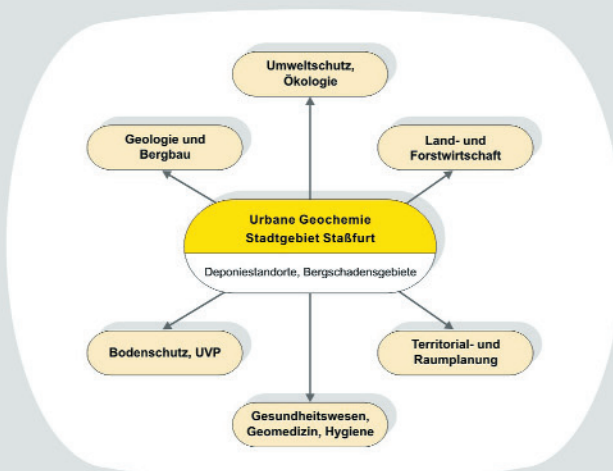 Umweltschutz,
Ökologie
Geologie und
Bergbau
Land- und
Forstwirtschaft
Urbane Geochemie
Stadtgebiet Staßfurt
Deponiestandorte, Bergschadensgebiete
Bodenschutz, UVP
Territorial- und
Raumplanung
Gesundheitswesen,
Geomedizin, Hygiene